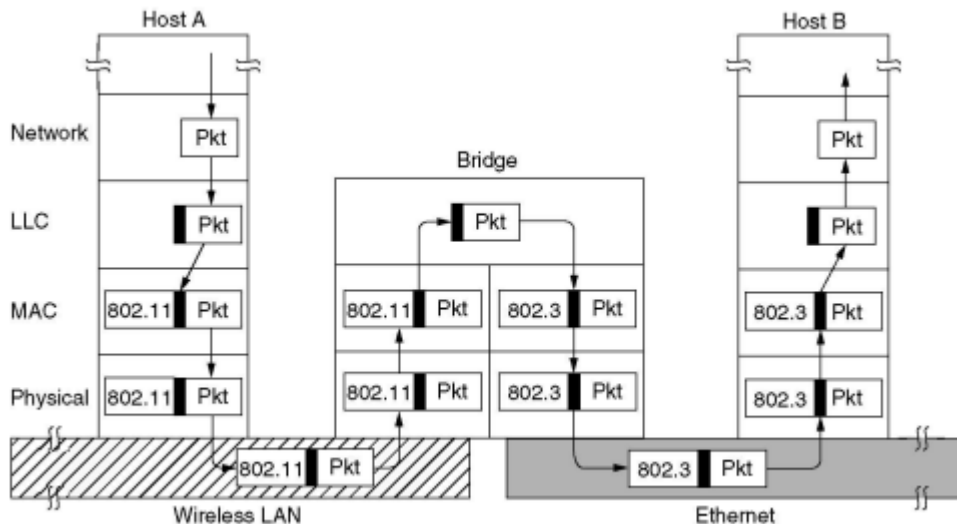 Host A
Host B
Network
Pkt
Pkt
Bridge
LLC
Pkt
Pkt
Pkt
MAC
802.11 Pkt
802.11 Pkt
802.3 Pkt
802.3 Pkt
Physical
802.11 Pkt
802.11 Pkt
802.3 Pkt
802.3 Pkt
802.11 Pkt
802.3 Pkt
Wireless LAN
Ethernet